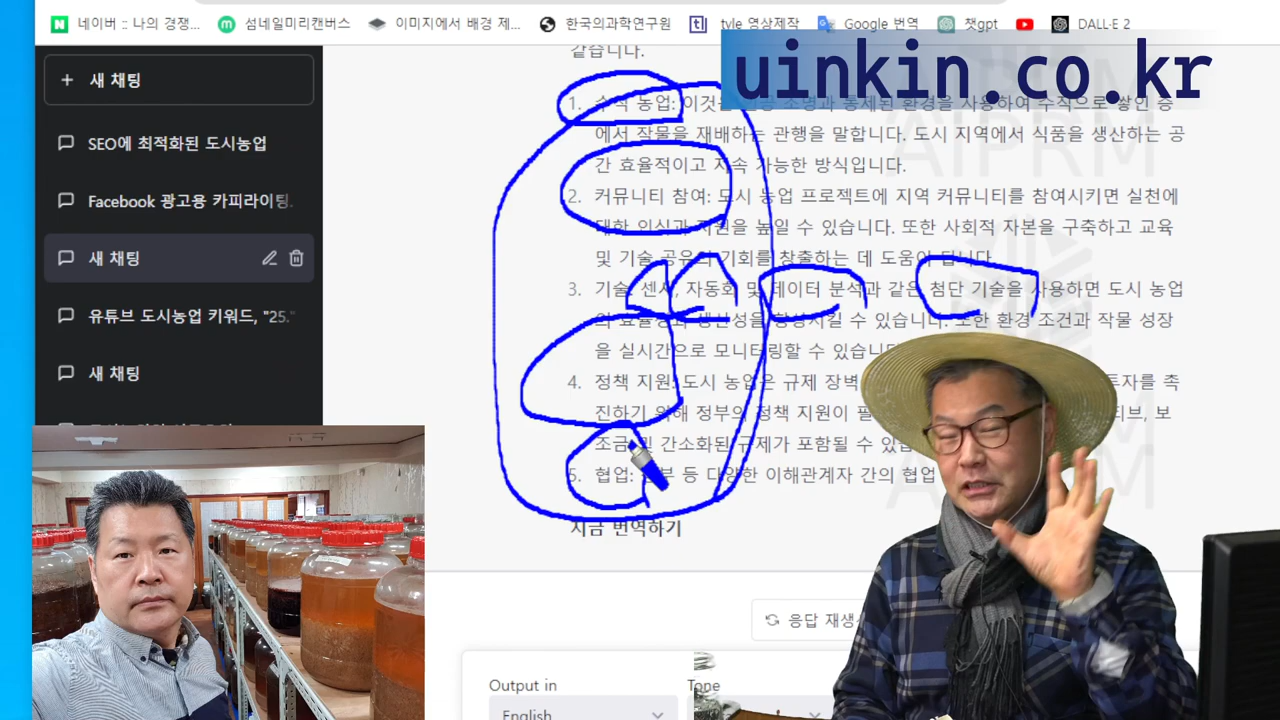 네이버 :: 나의 경쟁...
섬네일미리캔버스
이미지에서 배경 제...
한국의과학연구원
tyle 영상제작
Google 번역
챗gpt
DALL·E 2
uinkin.co.kr
+ 새 채팅
SEO에 최적화된 도시농업
Facebook 광고용 카피라이팅.
새 채팅
유튜브 도시농업 키워드, "25."
새 채팅
같습니다.
1. 수직 농업: 이것은 조명과 통제된 환경을 사용하여 수직으로 쌓인 층
에서 작물을 재배하는 관행을 말합니다. 도시 지역에서 식품을 생산하는 공
간 효율적이고 지속 가능한 방식입니다.
2. 커뮤니티 참여: 도시 농업 프로젝트에 지역 커뮤니티를 참여시키면 실천에
대한 인식과 지원을 높일 수 있습니다. 또한 사회적 자본을 구축하고 교육
및 기술 공유의 기회를 창출하는 데 도움이 됩니다.
3. 기술: 센서, 자동화 및 데이터 분석과 같은 첨단 기술을 사용하면 도시 농업
의 효율성과 생산성을 향상시킬 수 있습니다. 또한 환경 조건과 작물 성장
을 실시간으로 모니터링할 수 있습니다
4. 정책 지원: 도시 농업은 규제 장벽 투자를 촉
진하기 위해 정부의 정책 지원이 보
조금 및 간소화된 규제가 포함될 수
5. 협업: 등 다양한 이해관계자 간의 협업
지금 번역하기
AIPRM
응답 재생
Output in
Tone
English